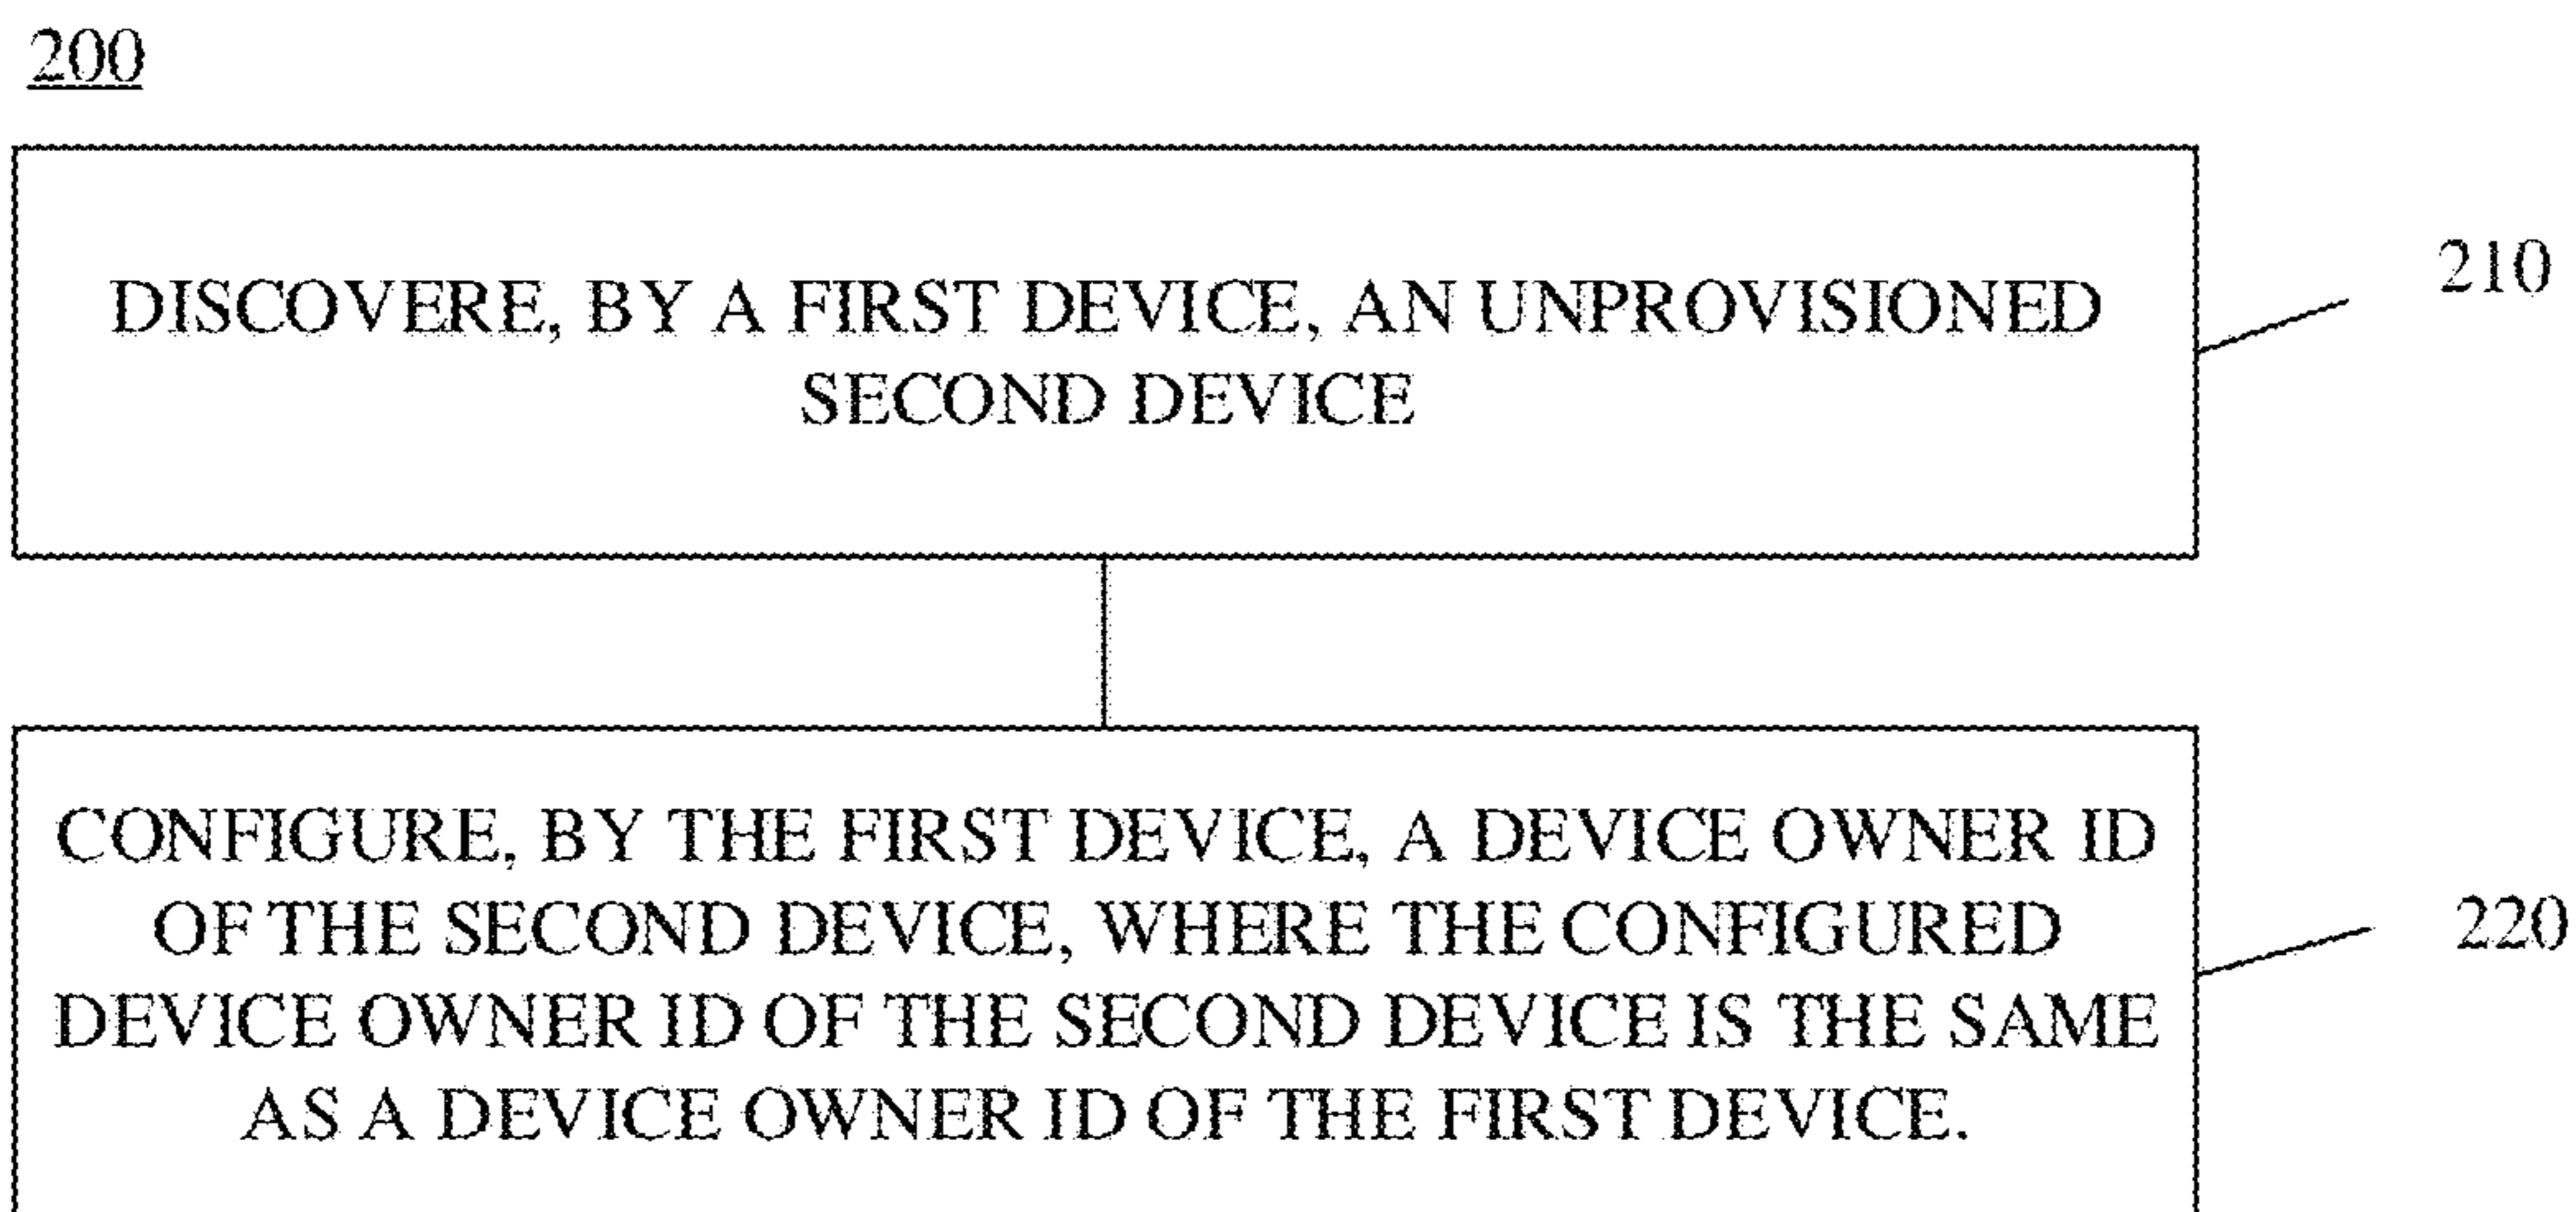 200
DISCOVERE, BY A FIRST DEVICE, AN UNPROVISIONED
SECOND DEVICE
210
CONFIGURE, BY THE FIRST DEVICE, A DEVICE OWNER ID
OF THE SECOND DEVICE, WHERE THE CONFIGURED
DEVICE OWNER ID OF THE SECOND DEVICE IS THE SAME
AS A DEVICE OWNER ID OF THE FIRST DEVICE.
220